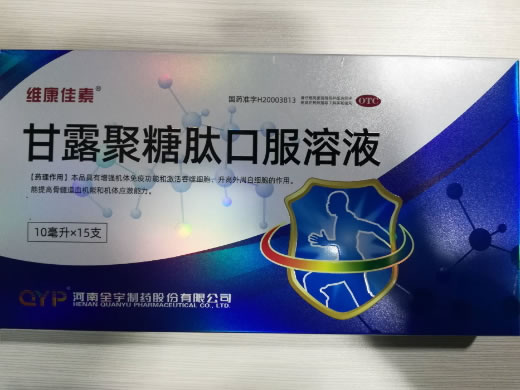 维康佳素®
国药准字H20003813
OTC
甘露聚糖肽口服溶液
【药理作用】本品具有增强机体免疫功能和激活吞噬细胞，升高外周白细胞的作用。
能提高骨髓造血机制和机体应激能力。
10毫升×15支
QYP® 河南全宇制药股份有限公司
HENAN QUANYU PHARMACEUTICAL CO., LTD.